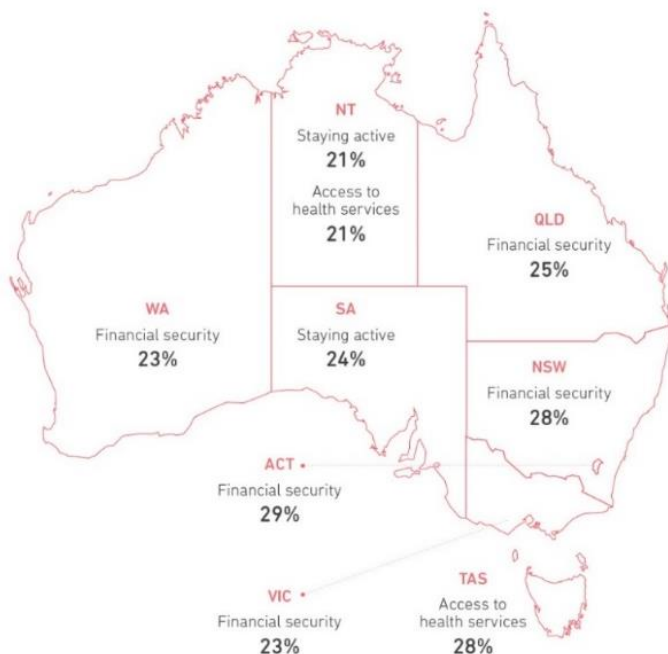 NT
Staying active
21%
Access to
health services
21%
QLD
Financial security
25%
WA
Financial security
23%
SA
Staying active
24%
NSW
Financial security
28%
ACT
Financial security
29%
VIC
Financial security
23%
TAS
Access to
health services
28%